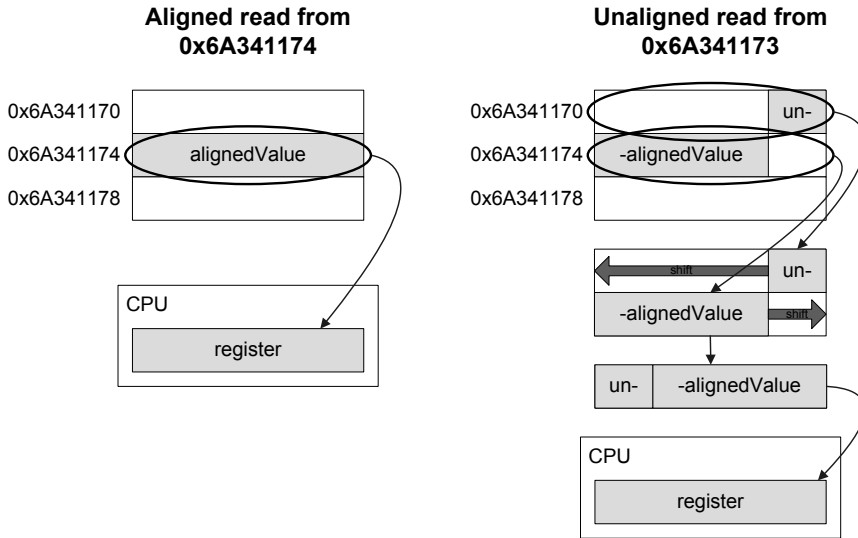 Aligned read from
0x6A341174
0x6A341170
0x6A341174
alignedValue
0x6A341178
CPU
register
Unaligned read from
0x6A341173
0x6A341170
un-
0x6A341174
-alignedValue
0x6A341178
shift
un-
-alignedValue
shift
un-
-alignedValue
CPU
register